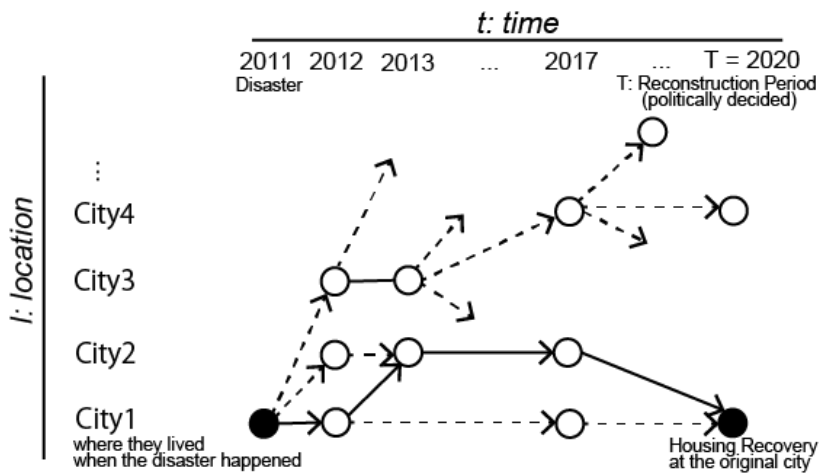 t: time
2011 2012 2013 ... 2017 ... T = 2020
Disaster
T: Reconstruction Period
(politically decided)
l: location
...
City4
City3
City2
City1
where they lived
when the disaster happened
Housing Recovery
at the original city